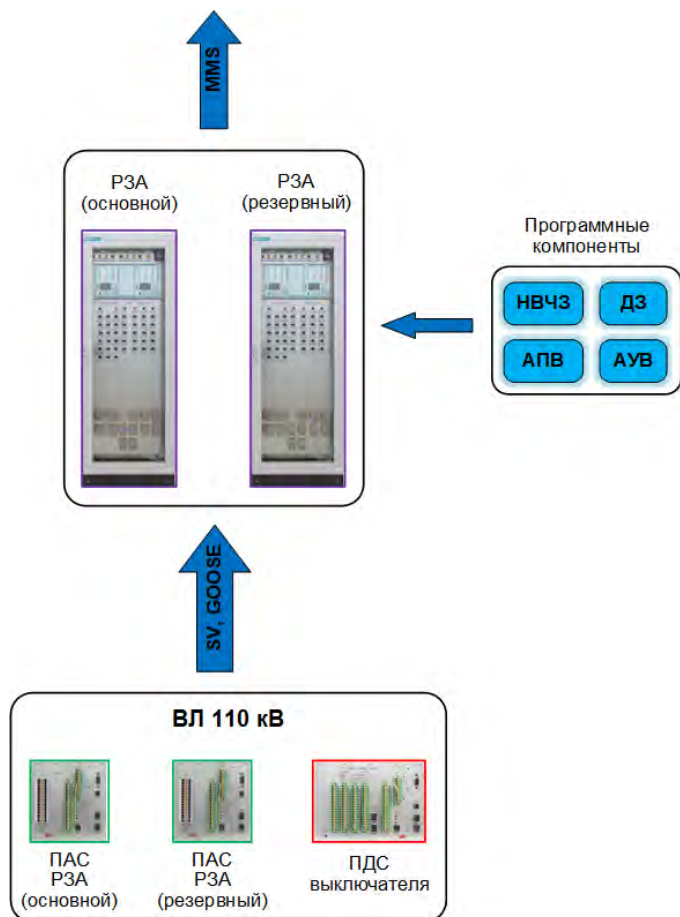 MMS
РЗА
(основной)
РЗА
(резервный)
Программные
компоненты
НВЧЗ
ДЗ
АПВ
АУВ
SV, GOOSE
ВЛ 110 кВ
ПАС
РЗА
(основной)
ПАС
РЗА
(резервный)
ПДС
выключателя